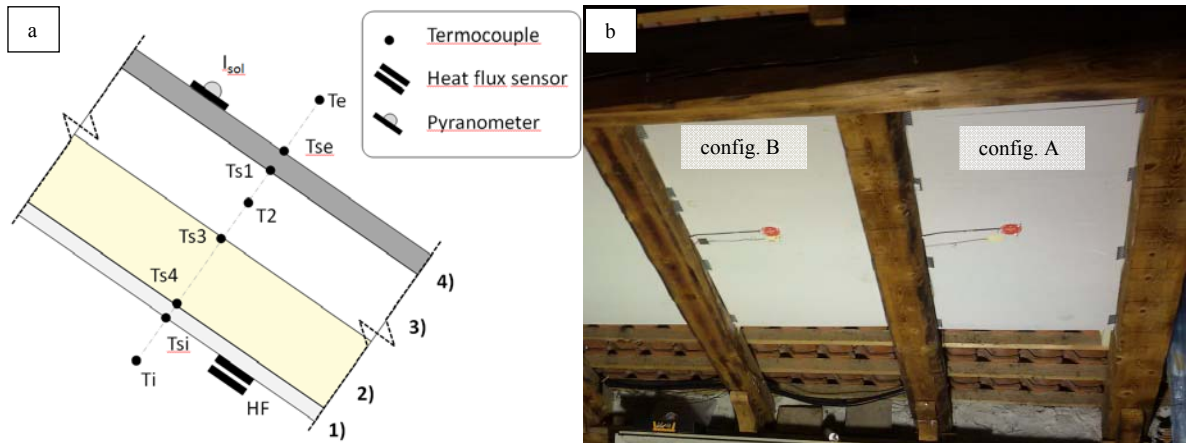 a
I_sol
Te
Tse
Ts1
T2
Ts3
Ts4
Tsi
Ti
HF
4)
3)
2)
1)
Termocouple
Heat flux sensor
Pyranometer
b
config. B
config. A